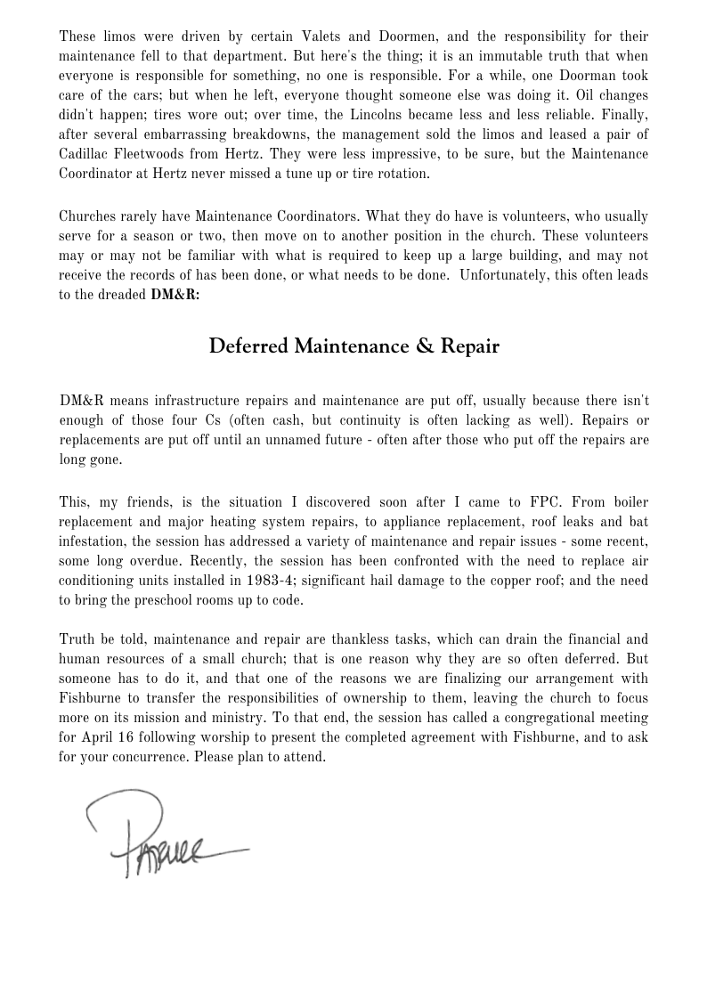 These limos were driven by certain Valets and Doormen, and the responsibility for their
maintenance fell to that department. But here's the thing; it is an immutable truth that when
everyone is responsible for something, no one is responsible. For a while, one Doorman took
care of the cars; but when he left, everyone thought someone else was doing it. Oil changes
didn't happen; tires wore out; over time, the Lincolns became less and less reliable. Finally,
after several embarrassing breakdowns, the management sold the limos and leased a pair of
Cadillac Fleetwoods from Hertz. They were less impressive, to be sure, but the Maintenance
Coordinator at Hertz never missed a tune up or tire rotation.
Churches rarely have Maintenance Coordinators. What they do have is volunteers, who usually
serve for a season or two, then move on to another position in the church. These volunteers
may or may not be familiar with what is required to keep up a large building, and may not
receive the records of has been done, or what needs to be done.  Unfortunately, this often leads
to the dreaded DM&R:
Deferred Maintenance & Repair
DM&R means infrastructure repairs and maintenance are put off, usually because there isn't
enough of those four Cs (often cash, but continuity is often lacking as well). Repairs or
replacements are put off until an unnamed future - often after those who put off the repairs are
long gone.
This, my friends, is the situation I discovered soon after I came to FPC. From boiler
replacement and major heating system repairs, to appliance replacement, roof leaks and bat
infestation, the session has addressed a variety of maintenance and repair issues - some recent,
some long overdue. Recently, the session has been confronted with the need to replace air
conditioning units installed in 1983-4; significant hail damage to the copper roof; and the need
to bring the preschool rooms up to code.
Truth be told, maintenance and repair are thankless tasks, which can drain the financial and
human resources of a small church; that is one reason why they are so often deferred. But
someone has to do it, and that one of the reasons we are finalizing our arrangement with
Fishburne to transfer the responsibilities of ownership to them, leaving the church to focus
more on its mission and ministry. To that end, the session has called a congregational meeting
for April 16 following worship to present the completed agreement with Fishburne, and to ask
for your concurrence. Please plan to attend.